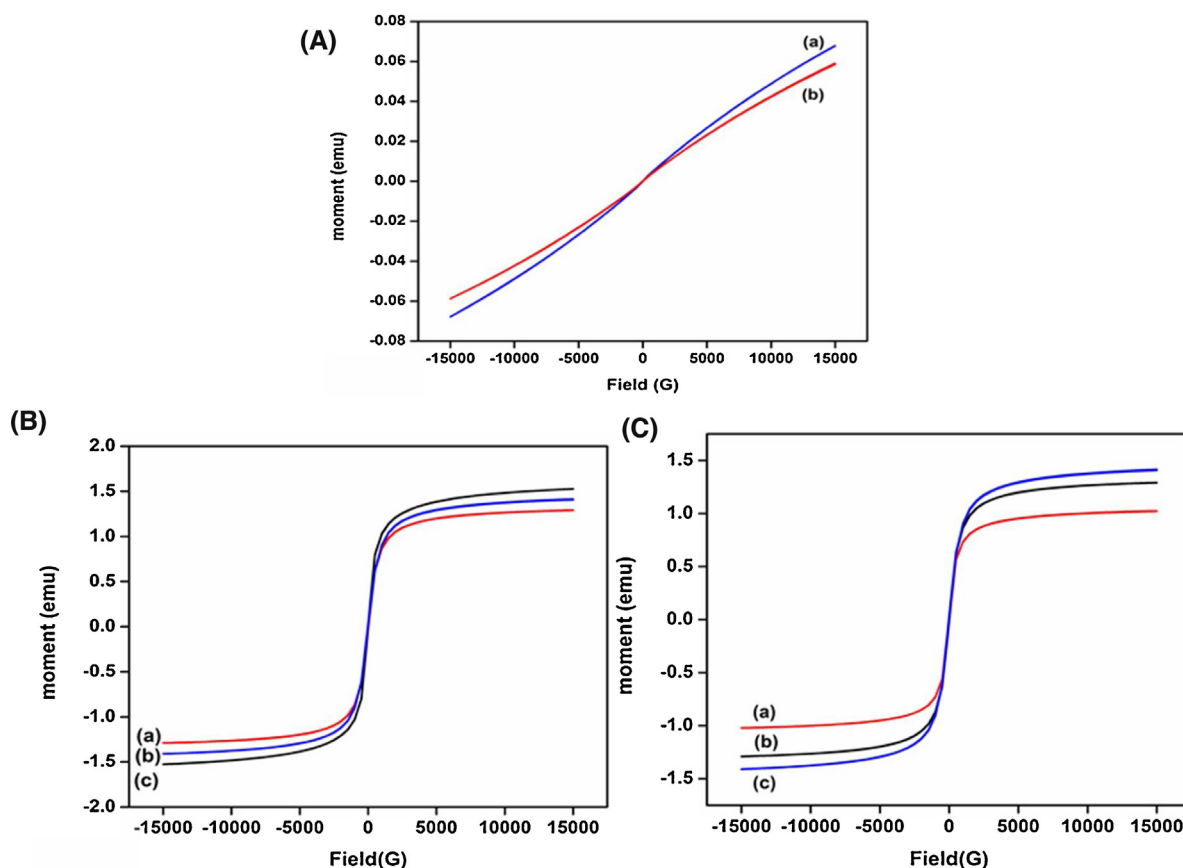 (A)
0.08
0.06
0.04
0.02
0.00
-0.02
-0.04
-0.06
-0.08
moment (emu)
(a)
(b)
-15000 -10000 -5000 0 5000 10000 15000
Field (G)
(B)
2.0
1.5
1.0
0.5
0.0
-0.5
-1.0
-1.5
-2.0
moment (emu)
(a)
(b)
(c)
-15000 -10000 -5000 0 5000 10000 15000
Field(G)
(C)
1.5
1.0
0.5
0.0
-0.5
-1.0
-1.5
moment (emu)
(a)
(b)
(c)
-15000 -10000 -5000 0 5000 10000 15000
Field(G)